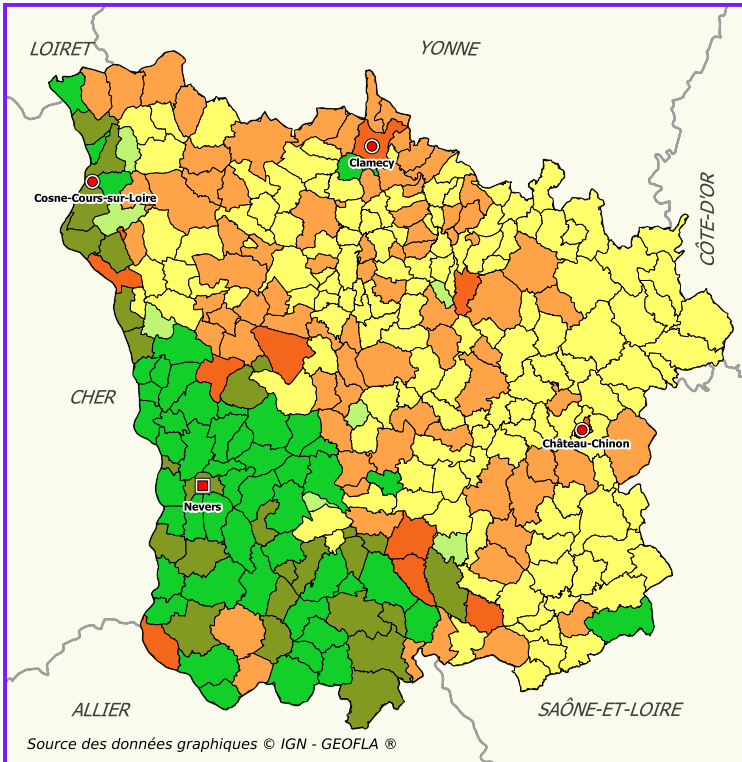 LOIRET
YONNE
Clamecy
Cosne-Cours-sur-Loire
CÔTE-D'OR
CHER
Château-Chinon
Nevers
ALLIER
SAÔNE-ET-LOIRE
Source des données graphiques © IGN - GEOFLA ®